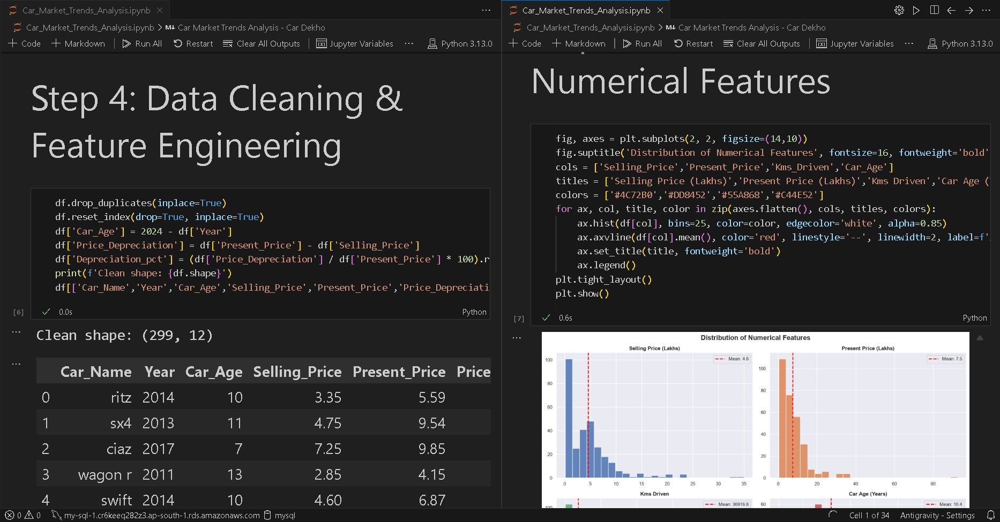 Car_Market_Trends_Analysis.ipynb
Car_Market_Trends_Analysis.ipynb > M↓ Car Market Trends Analysis - Car Dekho
+ Code + Markdown | Run All Restart Clear All Outputs | Jupyter Variables ... Python 3.13.0
Step 4: Data Cleaning &
Feature Engineering
df.drop_duplicates(inplace=True)
df.reset_index(drop=True, inplace=True)
df['Car_Age'] = 2024 - df['Year']
df['Price_Depreciation'] = df['Present_Price'] - df['Selling_Price']
df['Depreciation_pct'] = (df['Price_Depreciation'] / df['Present_Price'] * 100).r
print(f'Clean shape: {df.shape}')
df[['Car_Name','Year','Car_Age','Selling_Price','Present_Price','Price_Depreciati
[6] 0.0s Python
Clean shape: (299, 12)
Car_Name Year Car_Age Selling_Price Present_Price Price
0 ritz 2014 10 3.35 5.59
1 sx4 2013 11 4.75 9.54
2 ciaz 2017 7 7.25 9.85
3 wagon r 2011 13 2.85 4.15
4 swift 2014 10 4.60 6.87
Car_Market_Trends_Analysis.ipynb
Car_Market_Trends_Analysis.ipynb > M↓ Car Market Trends Analysis - Car Dekho
+ Code + Markdown | Run All Restart Clear All Outputs | Jupyter Variables ... Python 3.13.0
Numerical Features
fig, axes = plt.subplots(2, 2, figsize=(14,10))
fig.suptitle('Distribution of Numerical Features', fontsize=16, fontweight='bold'
cols = ['Selling_Price','Present_Price','Kms_Driven','Car_Age']
titles = ['Selling Price (Lakhs)','Present Price (Lakhs)','Kms Driven','Car Age (
colors = ['#4C72B0','#DD8452','#55A868','#C44E52']
for ax, col, title, color in zip(axes.flatten(), cols, titles, colors):
ax.hist(df[col], bins=25, color=color, edgecolor='white', alpha=0.85)
ax.axvline(df[col].mean(), color='red', linestyle='--', linewidth=2, label=f'
ax.set_title(title, fontweight='bold')
ax.legend()
plt.tight_layout()
plt.show()
[7] 0.6s Python
Distribution of Numerical Features
Selling Price (Lakhs)
Mean: 4.6
100
80
60
40
20
0
0 5 10 15 20 25 30 35
Present Price (Lakhs)
Mean: 7.5
100
80
60
40
20
0
0 20 40 60 80
Kms Driven
Mean: 36916.8
100
Car Age (Years)
Mean: 10.4
60
0 0 my-sql-1.cr6keeq282z3.ap-south-1.rds.amazonaws.com mysql Cell 1 of 34 Antigravity - Settings